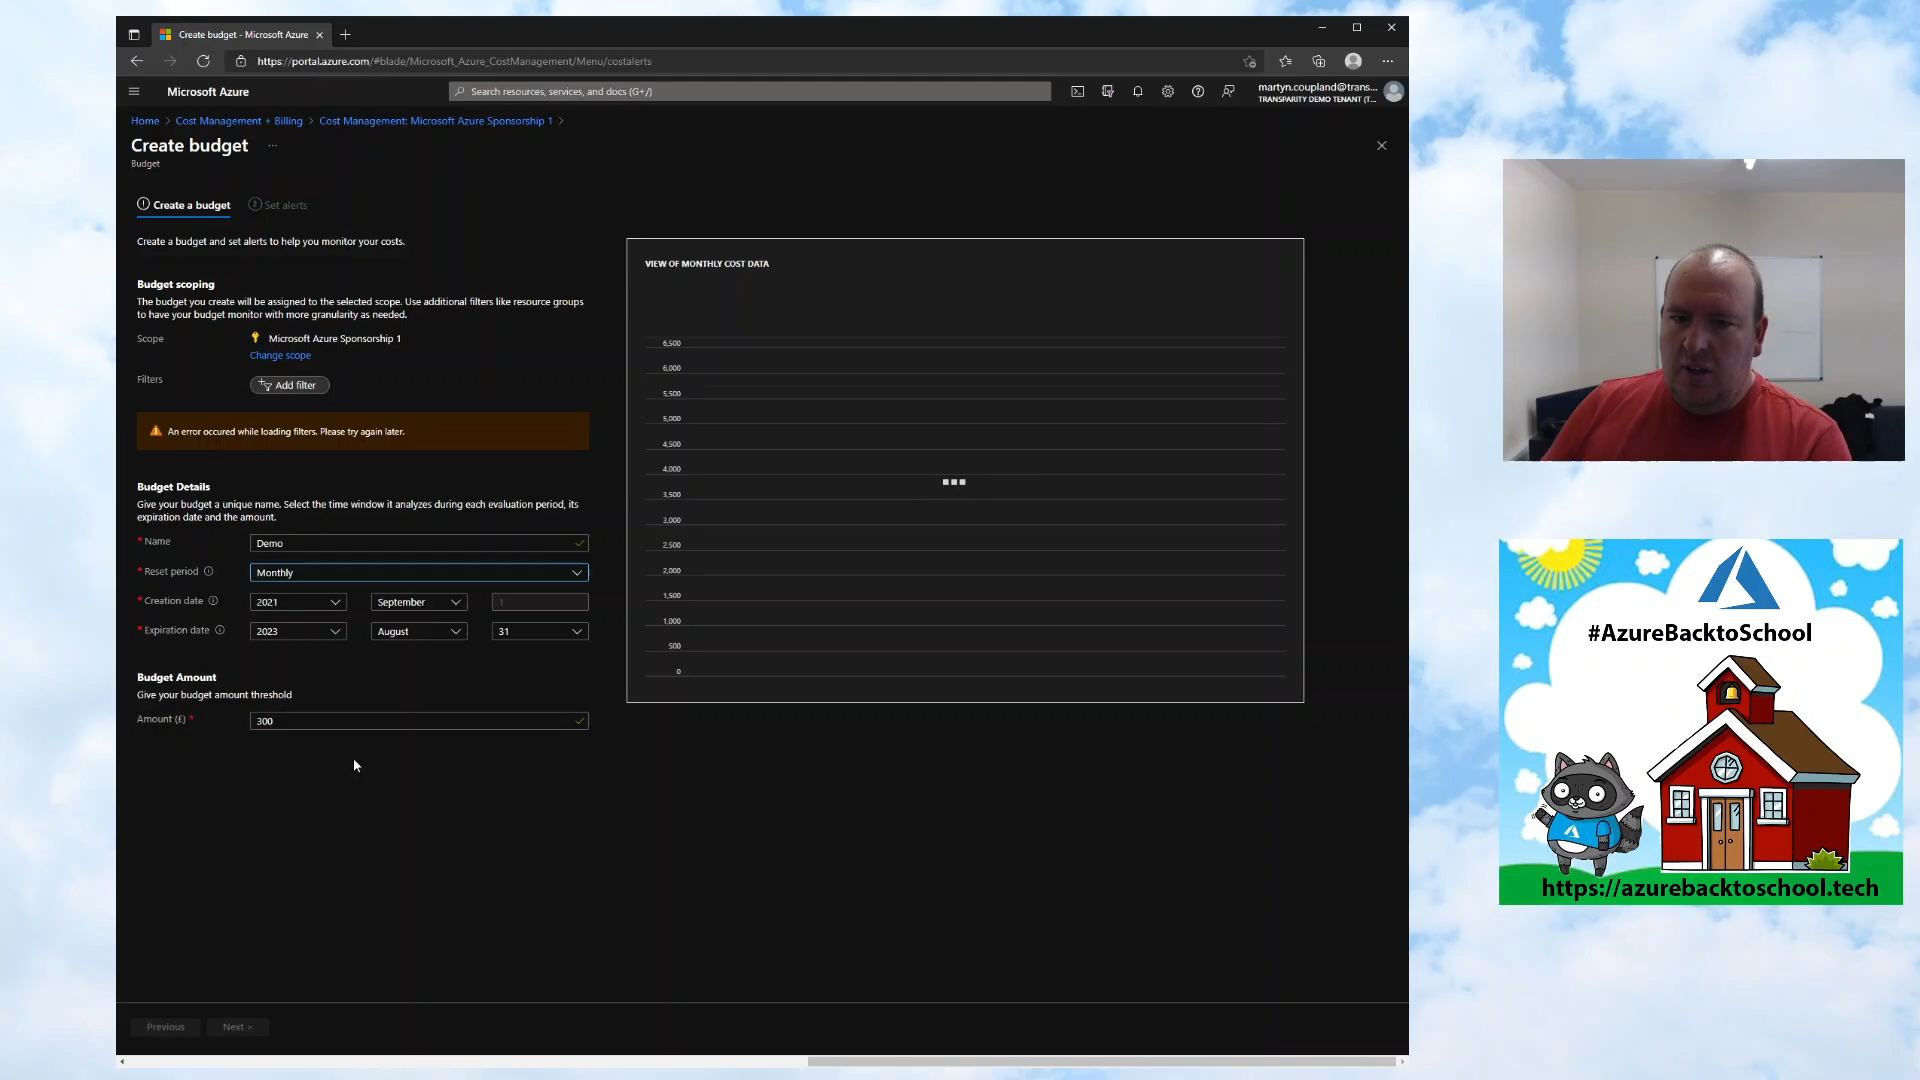 Create budget - Microsoft Azure
https://portal.azure.com/#blade/Microsoft_Azure_CostManagement/Menu/costalerts
Microsoft Azure
Search resources, services, and docs (G+/)
martyn.coupland@trans...
TRANSPARITY DEMO TENANT (T...
Home > Cost Management + Billing > Cost Management: Microsoft Azure Sponsorship 1 >
Create budget ...
Budget
Create a budget
2 Set alerts
Create a budget and set alerts to help you monitor your costs.
Budget scoping
The budget you create will be assigned to the selected scope. Use additional filters like resource groups
to have your budget monitor with more granularity as needed.
Scope
Microsoft Azure Sponsorship 1
Change scope
Filters
Add filter
An error occured while loading filters. Please try again later.
Budget Details
Give your budget a unique name. Select the time window it analyzes during each evaluation period, its
expiration date and the amount.
* Name
Demo
* Reset period
Monthly
* Creation date
2021
September
1
* Expiration date
2023
August
31
Budget Amount
Give your budget amount threshold
Amount (£) *
300
VIEW OF MONTHLY COST DATA
6,500
6,000
5,500
5,000
4,500
4,000
3,500
3,000
2,500
2,000
1,500
1,000
500
0
Previous
Next >
#AzureBacktoSchool
https://azurebacktoschool.tech